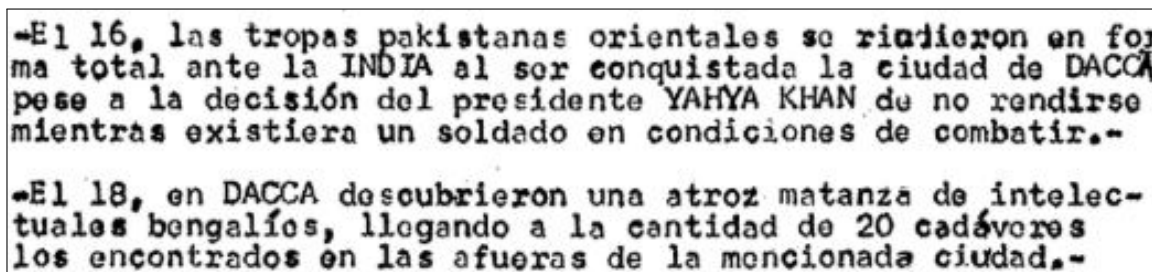 -El 16, las tropas pakistanas orientales se rindieron en for
ma total ante la INDIA al ser conquistada la ciudad de DACCA
pese a la decisión del presidente YAHYA KHAN de no rendirse
mientras existiera un soldado en condiciones de combatir.-
-El 18, en DACCA descubrieron una atroz matanza de intelec-
tuales bengalíes, llegando a la cantidad de 20 cadáveres
los encontrados en las afueras de la mencionada ciudad.-